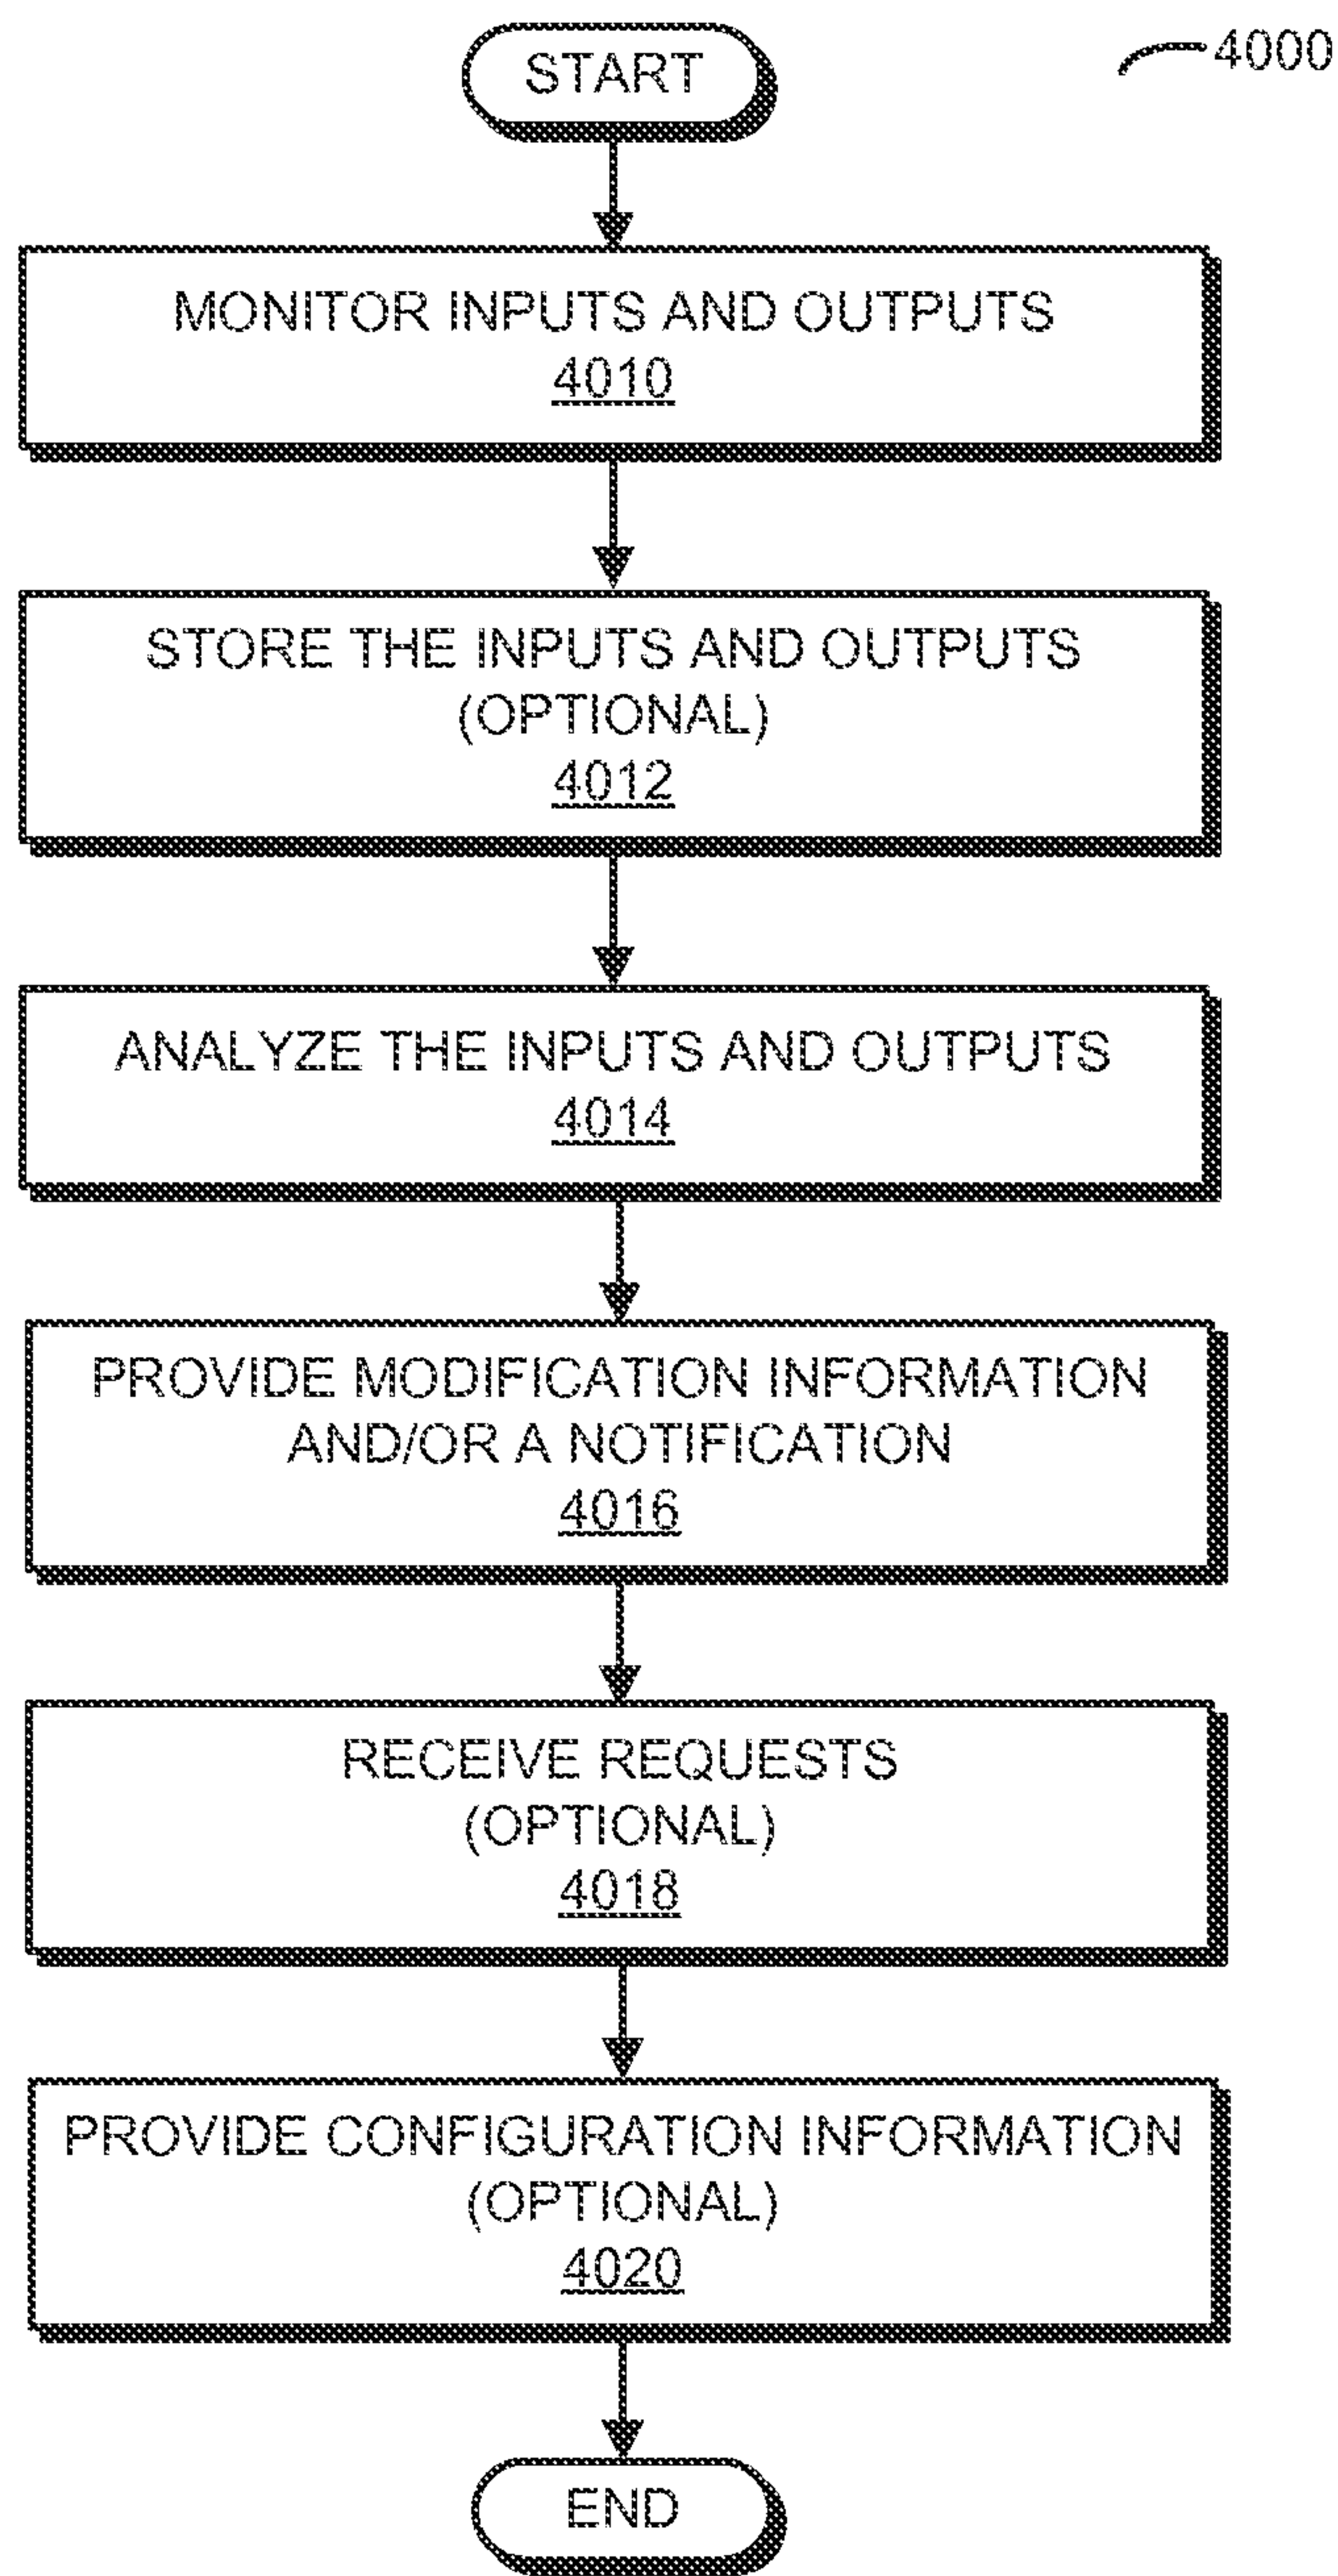 START
4000
MONITOR INPUTS AND OUTPUTS
4010
STORE THE INPUTS AND OUTPUTS
(OPTIONAL)
4012
ANALYZE THE INPUTS AND OUTPUTS
4014
PROVIDE MODIFICATION INFORMATION
AND/OR A NOTIFICATION
4016
RECEIVE REQUESTS
(OPTIONAL)
4018
PROVIDE CONFIGURATION INFORMATION
(OPTIONAL)
4020
END